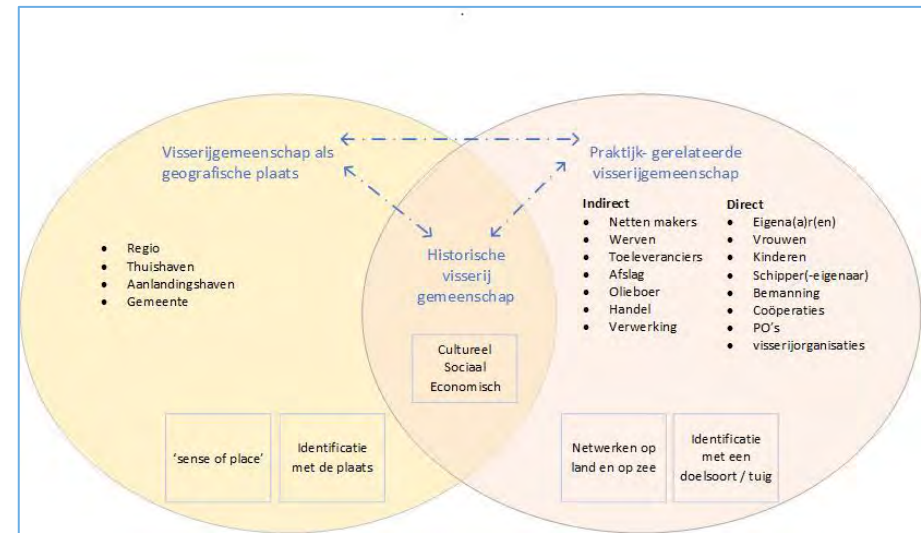 Visserijgemeenschap als
geografische plaats
Regio
Thuishaven
Aanlandingshaven
Gemeente
'sense of place'
Identificatie
met de plaats
Historische
visserij
gemeenschap
Cultureel
Sociaal
Economisch
Praktijk- gerelateerde
visserijgemeenschap
Indirect
Netten makers
Werven
Toeleveranciers
Afslag
Olieboer
Handel
Verwerking
Direct
Eigena(a)r(en)
Vrouwen
Kinderen
Schipper(-eigenaar)
Bemanning
Coöperaties
PO's
visserijorganisaties
Netwerken op
land en op zee
Identificatie
met een
doelsoort / tuig